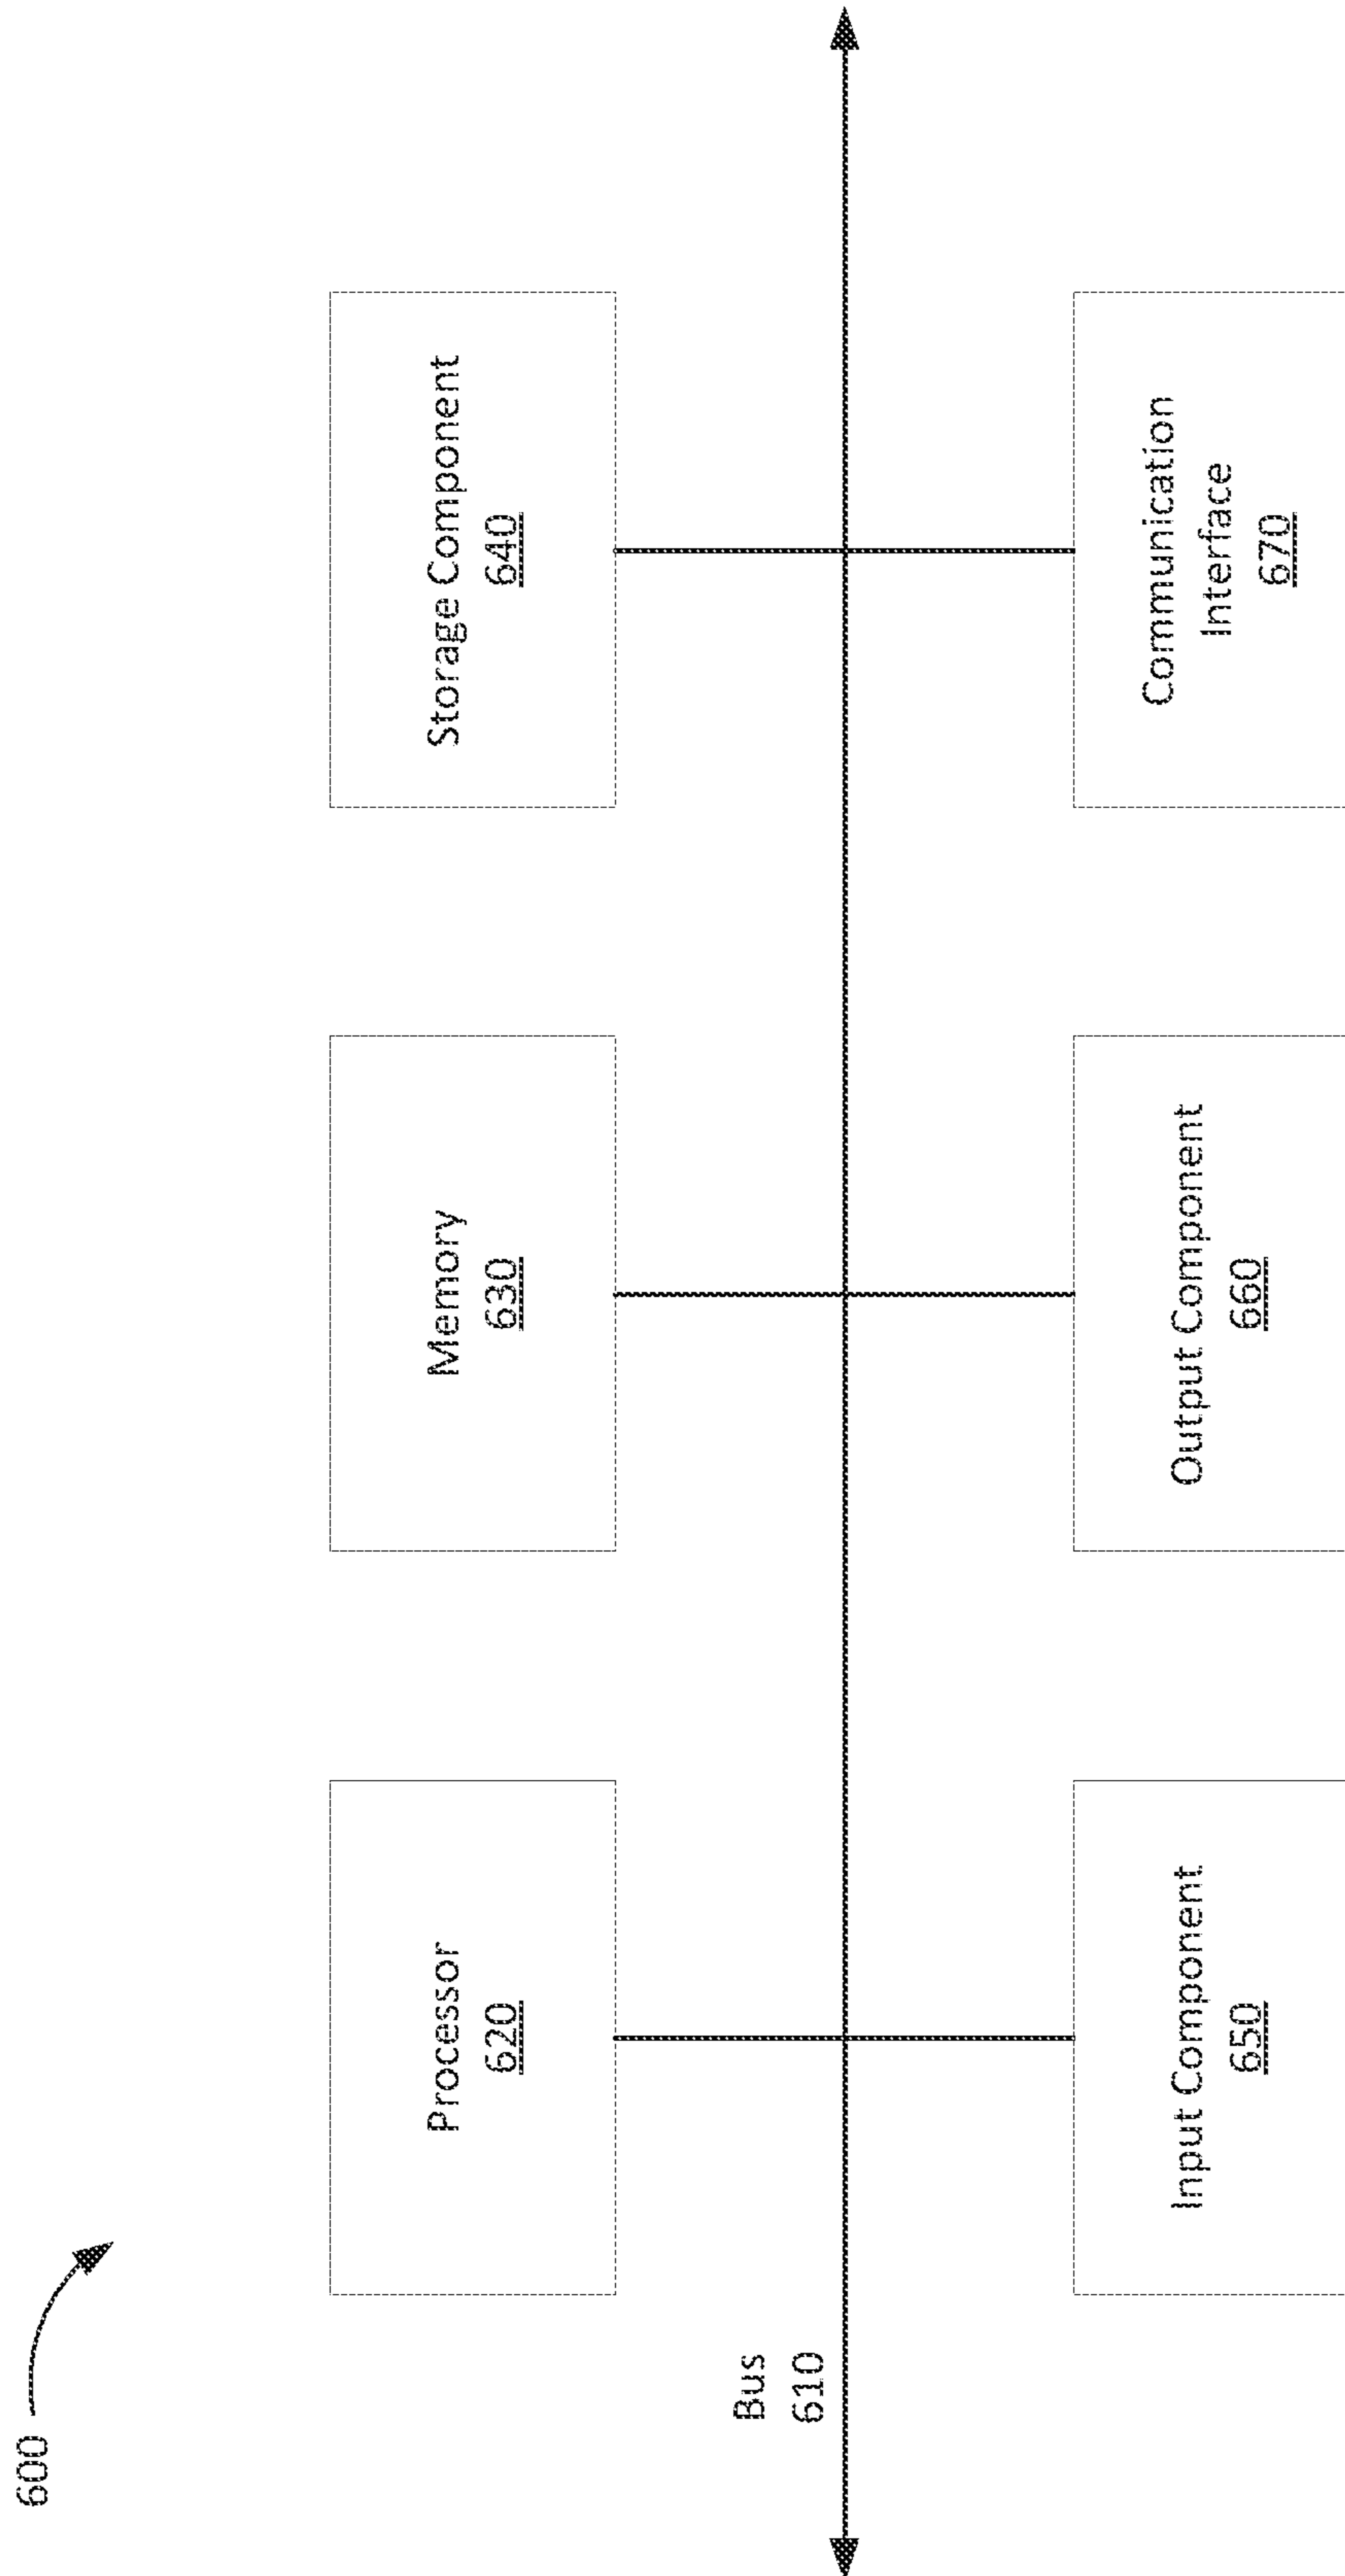 600
Processor
620
Memory
630
Storage Component
640
Bus
610
Input Component
650
Output Component
660
Communication
Interface
670